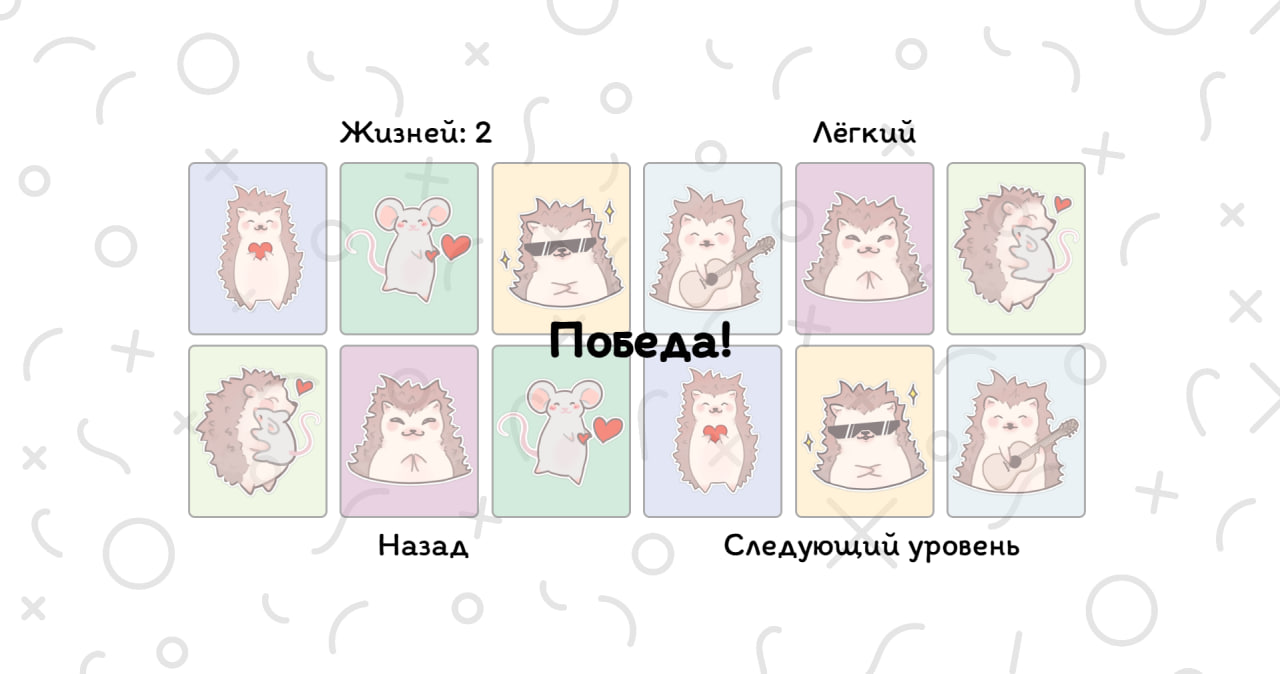 Жизней: 2
Лёгкий
Победа!
Назад
Следующий уровень